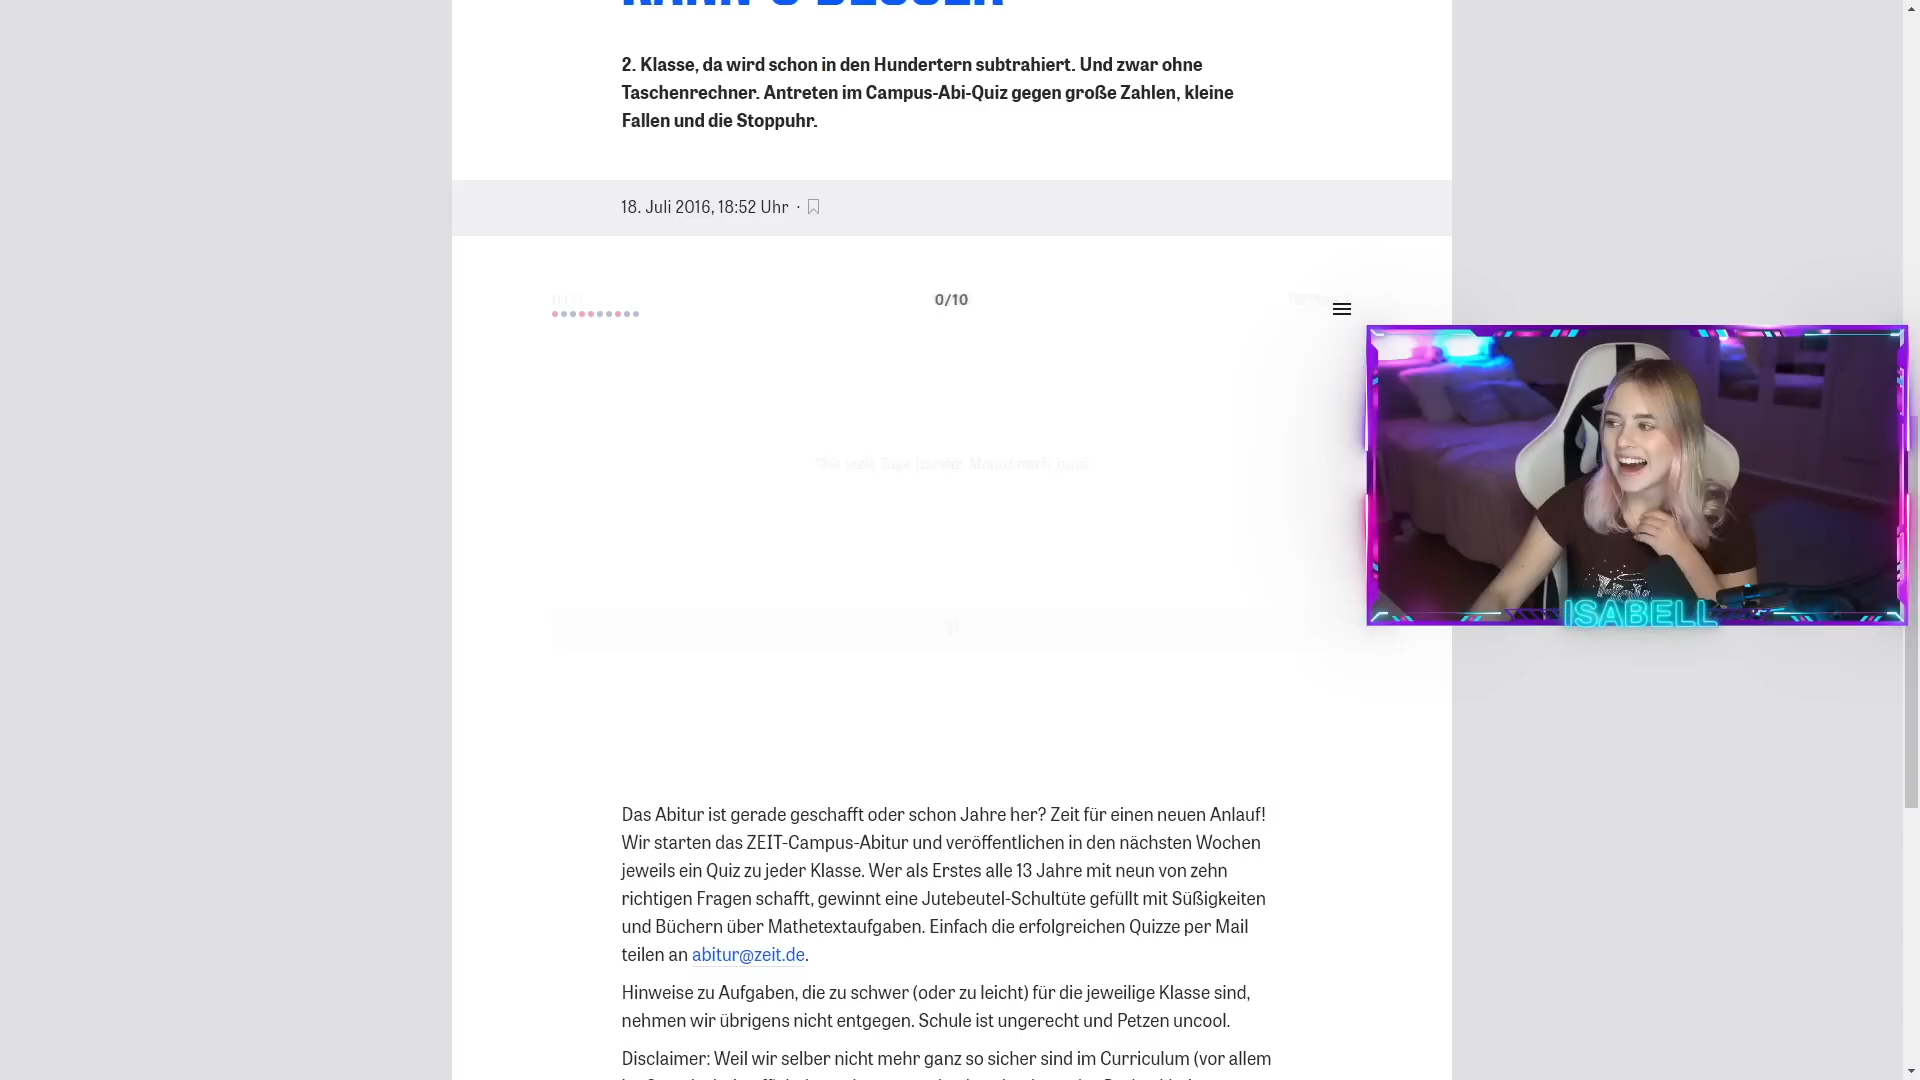 2. Klasse, da wird schon in den Hundertern subtrahiert. Und zwar ohne
Taschenrechner. Antreten im Campus-Abi-Quiz gegen große Zahlen, kleine
Fallen und die Stoppuhr.
18. Juli 2016, 18:52 Uhr ·
0/10
ISABELL
Das Abitur ist gerade geschafft oder schon Jahre her? Zeit für einen neuen Anlauf!
Wir starten das ZEIT-Campus-Abitur und veröffentlichen in den nächsten Wochen
jeweils ein Quiz zu jeder Klasse. Wer als Erstes alle 13 Jahre mit neun von zehn
richtigen Fragen schafft, gewinnt eine Jutebeutel-Schultüte gefüllt mit Süßigkeiten
und Büchern über Mathetextaufgaben. Einfach die erfolgreichen Quizze per Mail
teilen an abitur@zeit.de.
Hinweise zu Aufgaben, die zu schwer (oder zu leicht) für die jeweilige Klasse sind,
nehmen wir übrigens nicht entgegen. Schule ist ungerecht und Petzen uncool.
Disclaimer: Weil wir selber nicht mehr ganz so sicher sind im Curriculum (vor allem